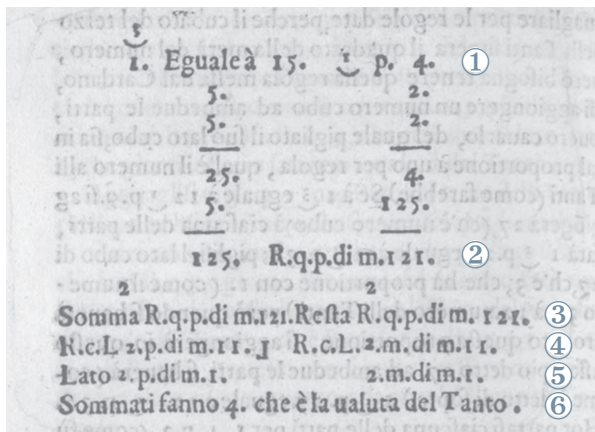 3
1. Egualeà 15. 1 p. 4. ①
5. 2.
5. 2.
25. 4.
5. 125.
125. R.q.p.di m.121. ②
2 2
Somma R.q.p.di m.121.Resta R.q.p.di m. 121. ③
R.c.L 2.p.di m 11.⅃ R.c.L. 2.m.di m. 11. ④
Lato 2.p.di m.1. 2.m.di m.1 ⑤
Sommati fanno 4. che è la ualuta del Tanto . ⑥